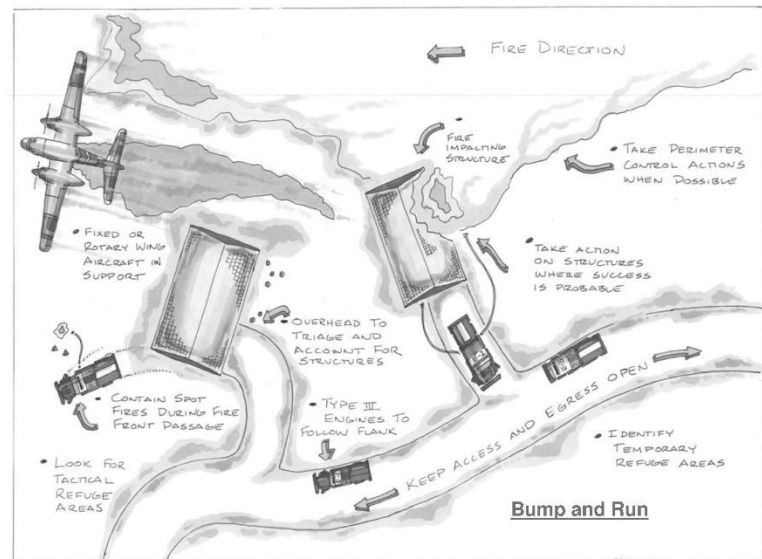 FIRE DIRECTION
FIRE
IMPACTING
STRUCTURE
TAKE PERIMETER
CONTROL ACTIONS
WHEN POSSIBLE
FIXED OR
ROTARY WING
AIRCRAFT IN
SUPPORT
TAKE ACTION
ON STRUCTURES
WHERE SUCCESS
IS PROBABLE
OVERHEAD TO
TRIAGE AND
ACCOUNT FOR
STRUCTURES
CONTAIN SPOT
FIRES DURING FIRE
FRONT PASSAGE
TYPE III
ENGINES TO
FOLLOW FLANK
KEEP ACCESS AND EGRESS OPEN
LOOK FOR
TACTICAL
REFUGE
AREAS
IDENTIFY
TEMPORARY
REFUGE AREAS
Bump and Run